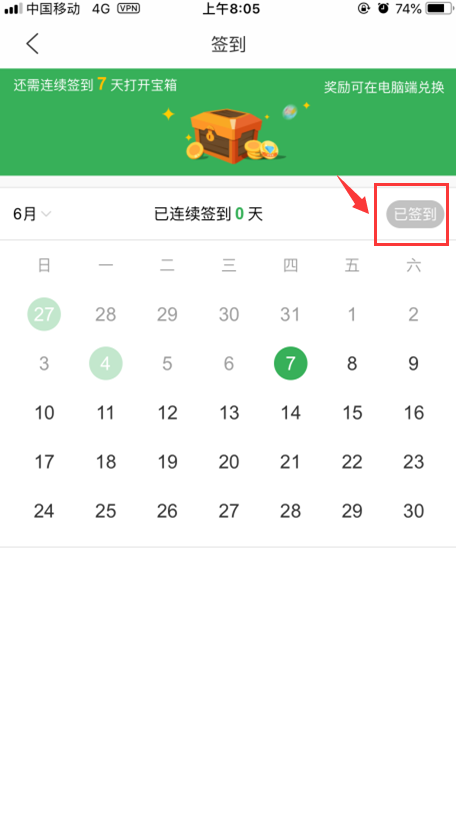 中国移动 4G VPN 上午8:05 74%
签到
还需连续签到 7 天打开宝箱 奖励可在电脑端兑换
6月 已连续签到 0 天 已签到
日 一 二 三 四 五 六
27 28 29 30 31 1 2
3 4 5 6 7 8 9
10 11 12 13 14 15 16
17 18 19 20 21 22 23
24 25 26 27 28 29 30